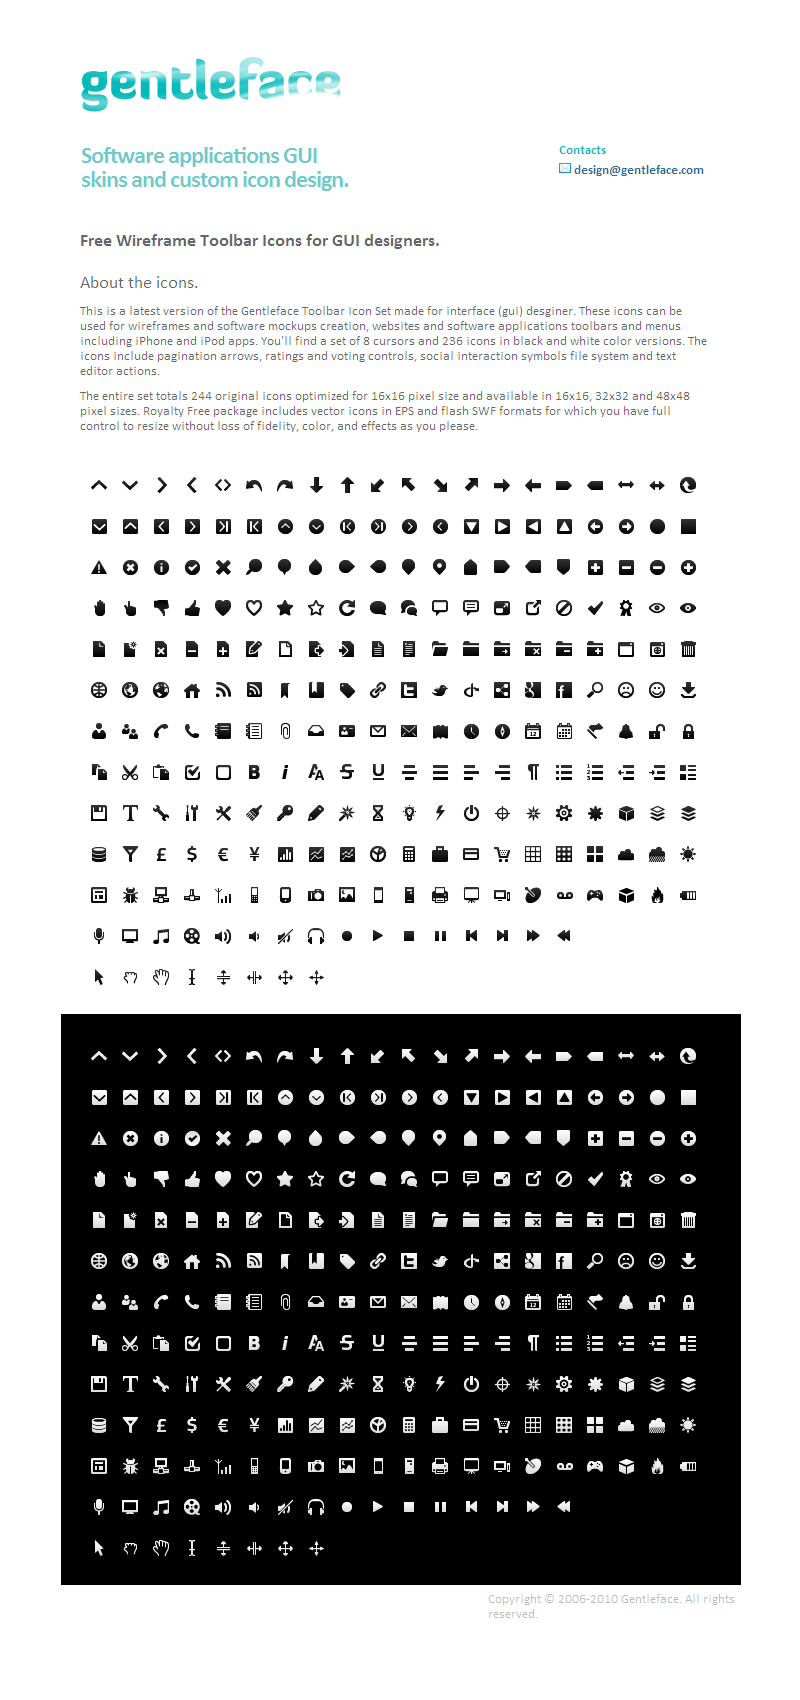 gentleface
Software applications GUI
skins and custom icon design.
Contacts
design@gentleface.com
Free Wireframe Toolbar Icons for GUI designers.
About the icons.
This is a latest version of the Gentleface Toolbar Icon Set made for interface (gui) desginer. These icons can be
used for wireframes and software mockups creation, websites and software applications toolbars and menus
including iPhone and iPod apps. You'll find a set of 8 cursors and 236 icons in black and white color versions. The
icons include pagination arrows, ratings and voting controls, social interaction symbols file system and text
editor actions.
The entire set totals 244 original icons optimized for 16x16 pixel size and available in 16x16, 32x32 and 48x48
pixel sizes. Royalty Free package includes vector icons in EPS and flash SWF formats for which you have full
control to resize without loss of fidelity, color, and effects as you please.
Copyright © 2006-2010 Gentleface. All rights
reserved.